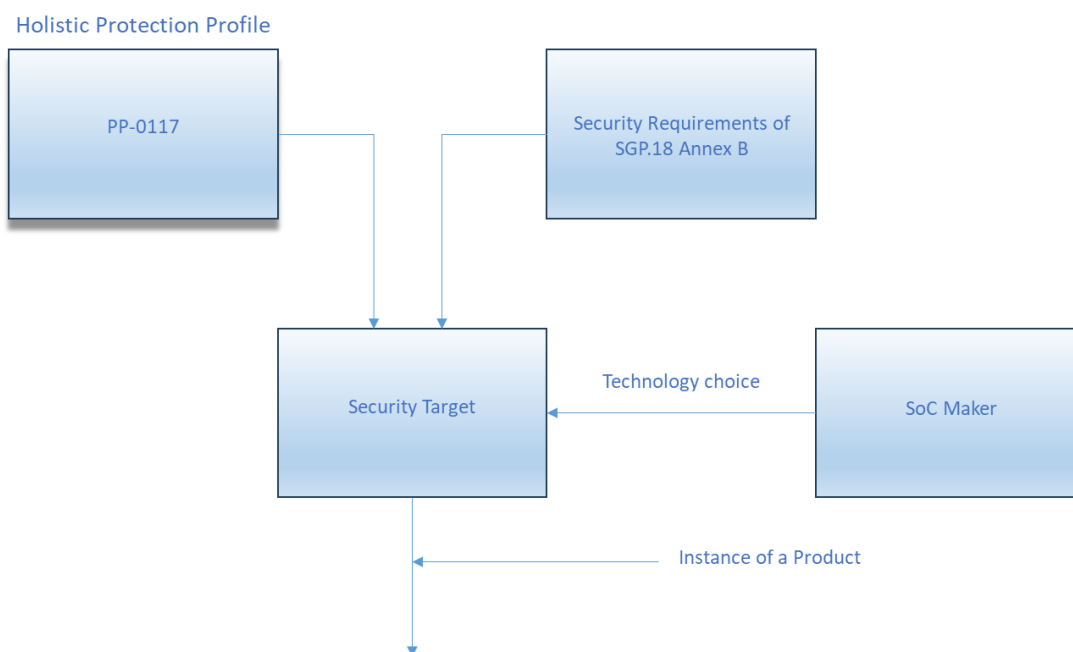 Holistic Protection Profile
PP-0117
Security Requirements of
SGP.18 Annex B
Technology choice
Security Target
SoC Maker
Instance of a Product